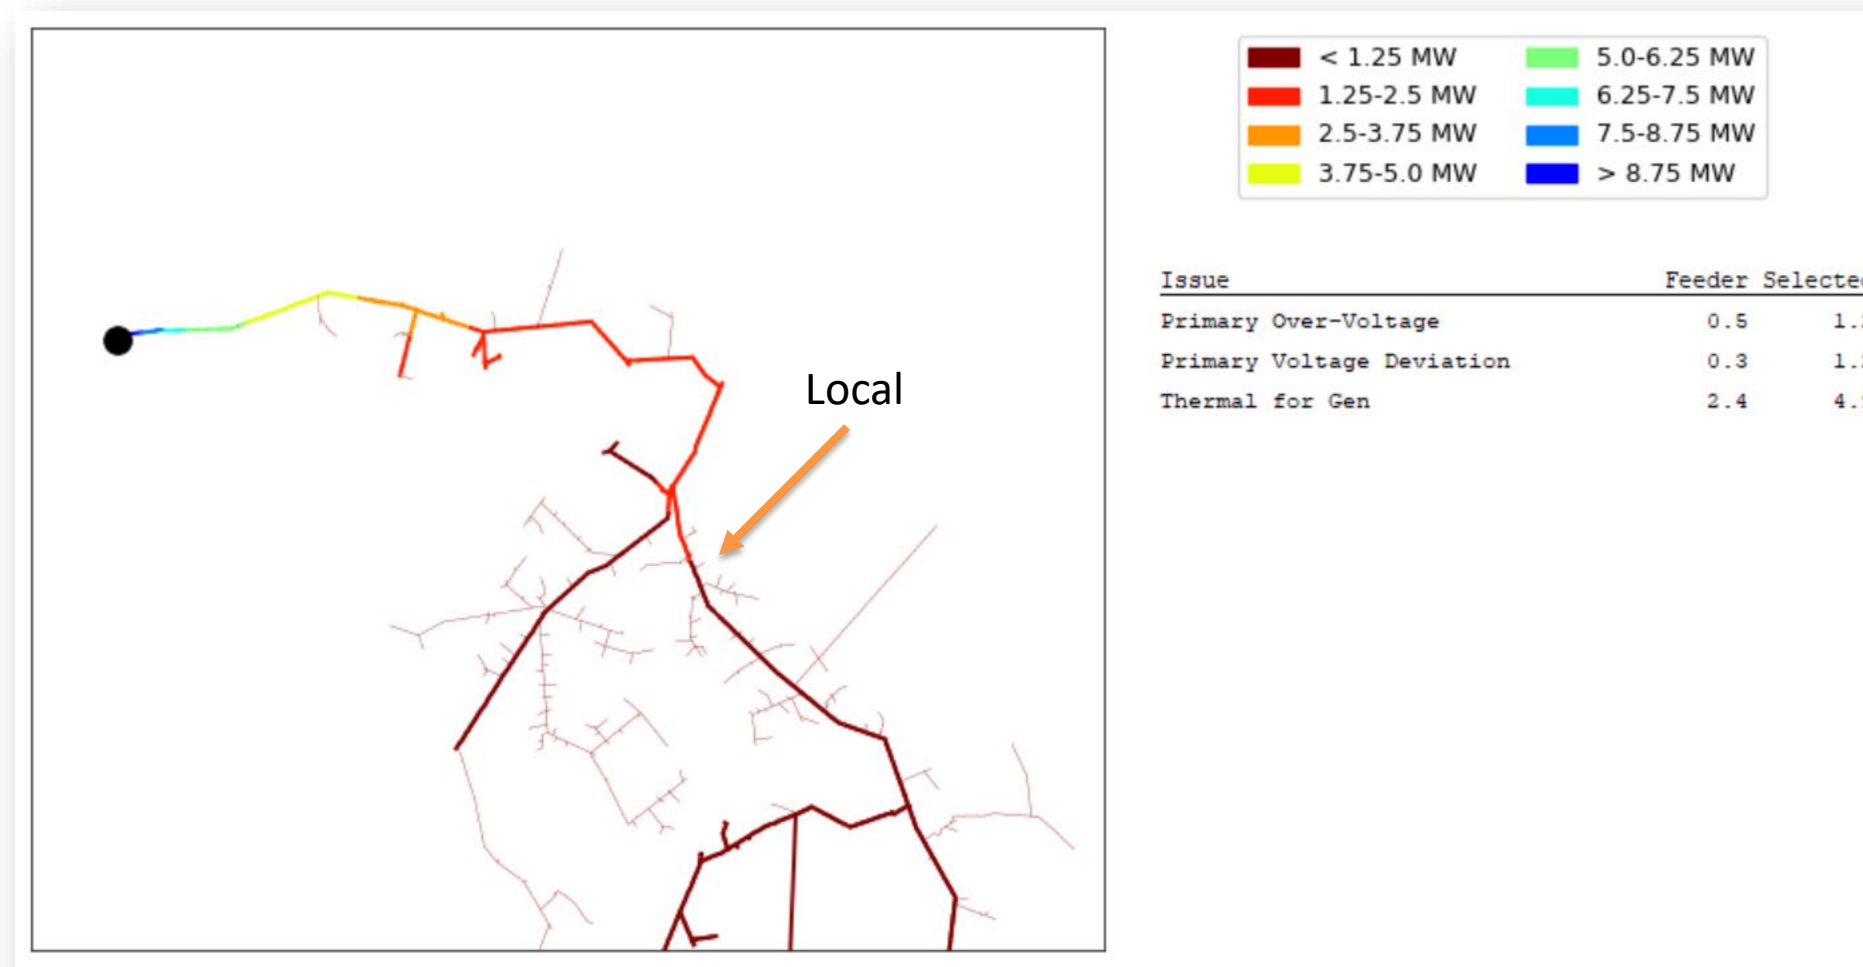 < 1.25 MW
1.25-2.5 MW
2.5-3.75 MW
3.75-5.0 MW
5.0-6.25 MW
6.25-7.5 MW
7.5-8.75 MW
> 8.75 MW
Local
Issue Feeder Selected
Primary Over-Voltage 0.5
Primary Voltage Deviation 0.3
Thermal for Gen 2.4